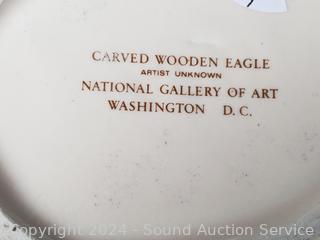 CARVED WOODEN EAGLE
ARTIST UNKNOWN
NATIONAL GALLERY OF ART
WASHINGTON D. C.
Copyright 2024 - Sound Auction Service